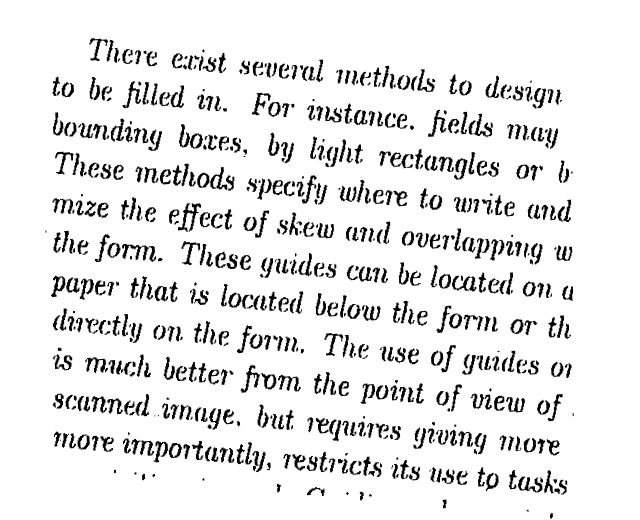 There exist several methods to design
to be filled in. For instance. fields may
bounding boxes, by light rectangles or b
These methods specify where to write and
mize the effect of skew and overlapping w
the form. These guides can be located on a
paper that is located below the form or th
directly on the form. The use of guides on
is much better from the point of view of
scanned image. but requires giving more
more importantly, restricts its use to tasks